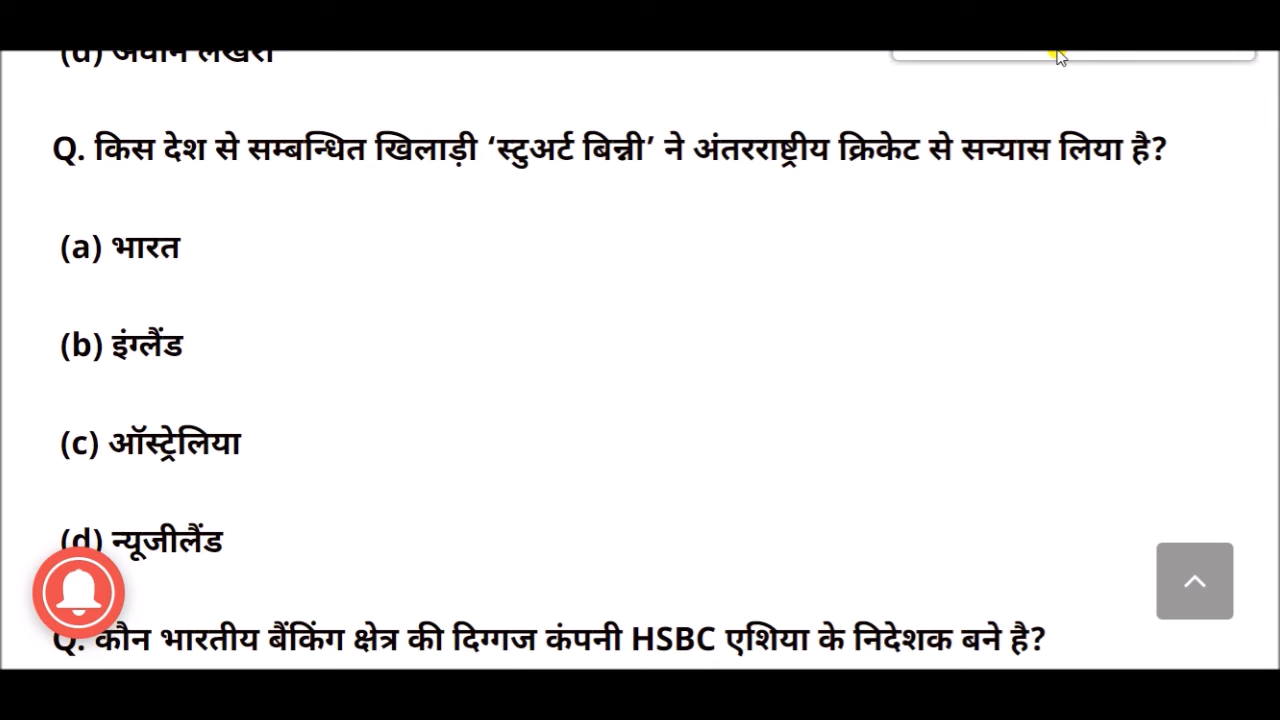 (d)
Q. किस देश से सम्बन्धित खिलाड़ी ‘स्टुअर्ट बिन्नी’ ने अंतरराष्ट्रीय क्रिकेट से सन्यास लिया है?
(a) भारत
(b) इंग्लैंड
(c) ऑस्ट्रेलिया
(d) न्यूजीलैंड
Q. कौन भारतीय बैंकिंग क्षेत्र की दिग्गज कंपनी HSBC एशिया के निदेशक बने है?